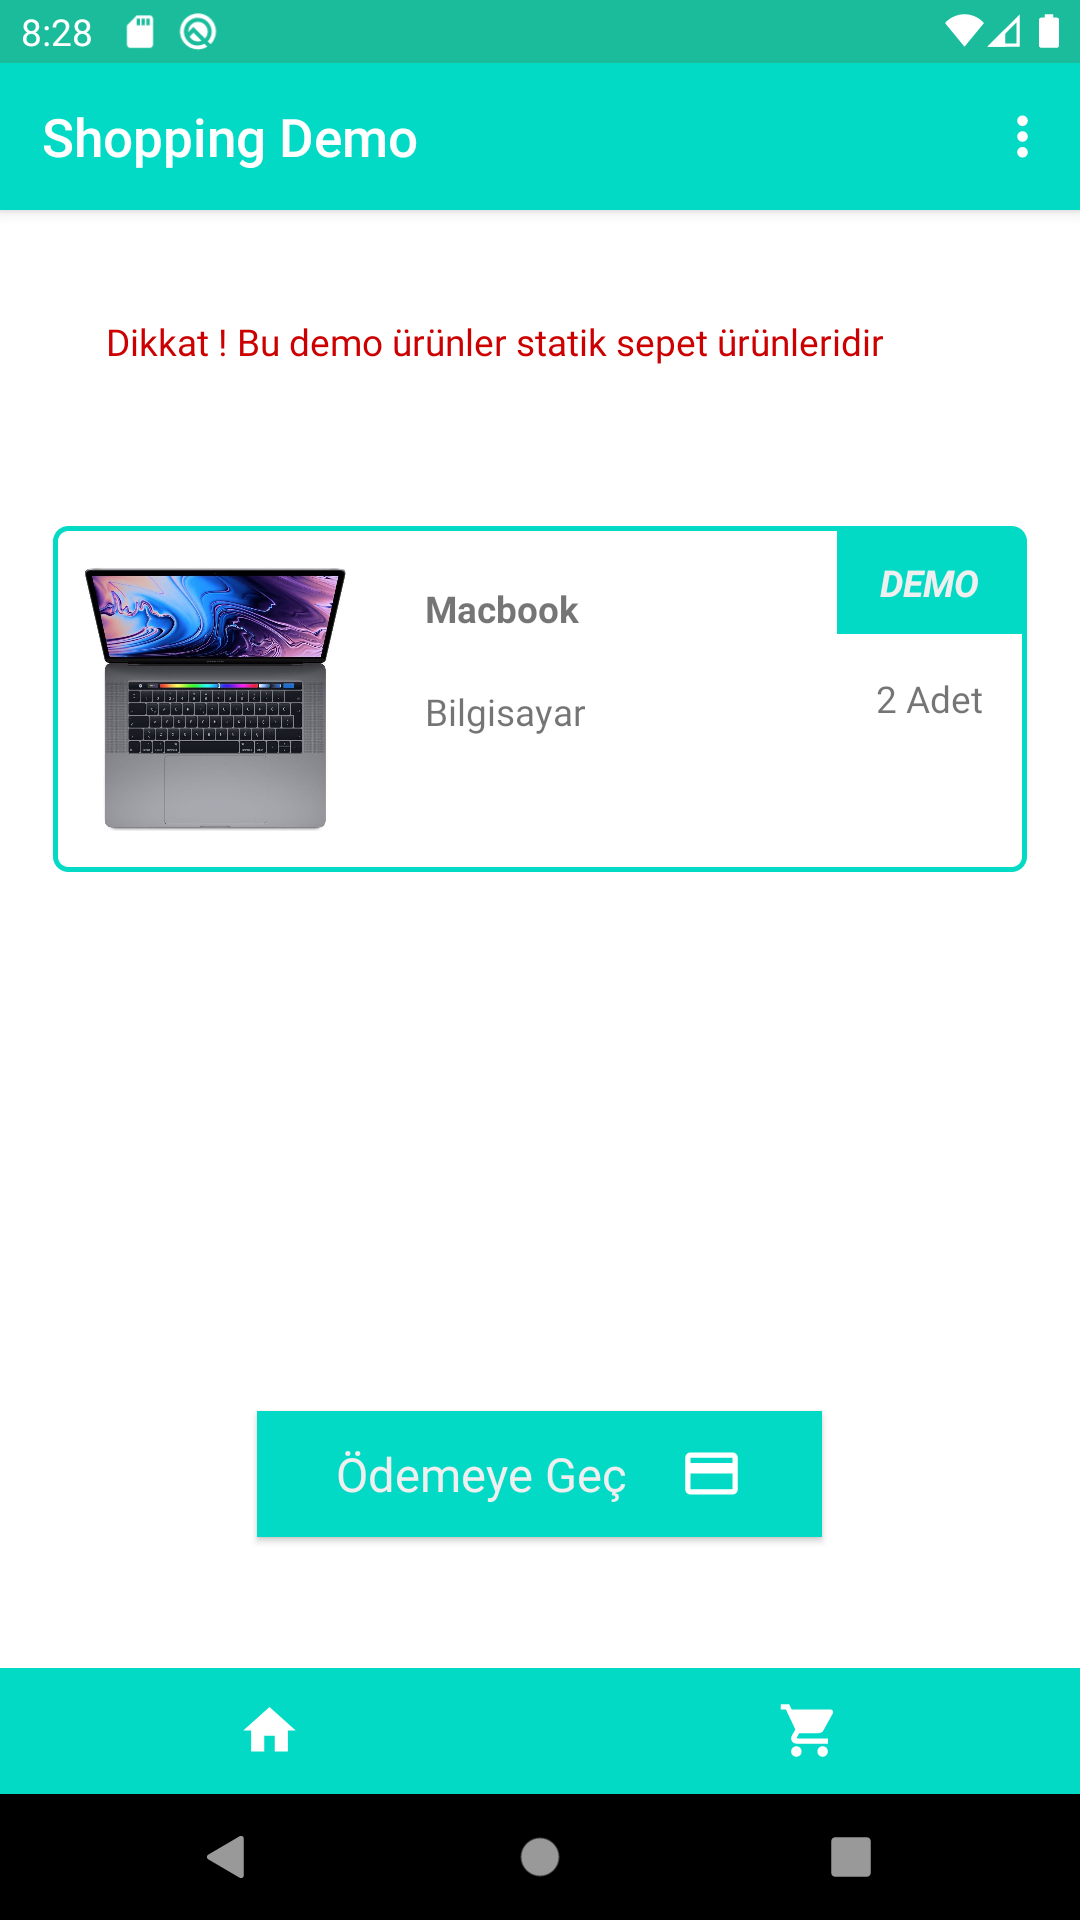 8:28
Shopping Demo
Dikkat ! Bu demo ürünler statik sepet ürünleridir
DEMO
Macbook
2 Adet
Bilgisayar
Ödemeye Geç